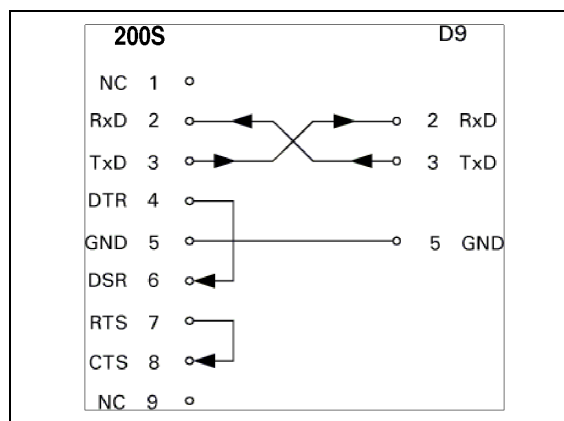 200S D9
NC 1
RxD 2 2 RxD
TxD 3 3 TxD
DTR 4
GND 5 5 GND
DSR 6
RTS 7
CTS 8
NC 9